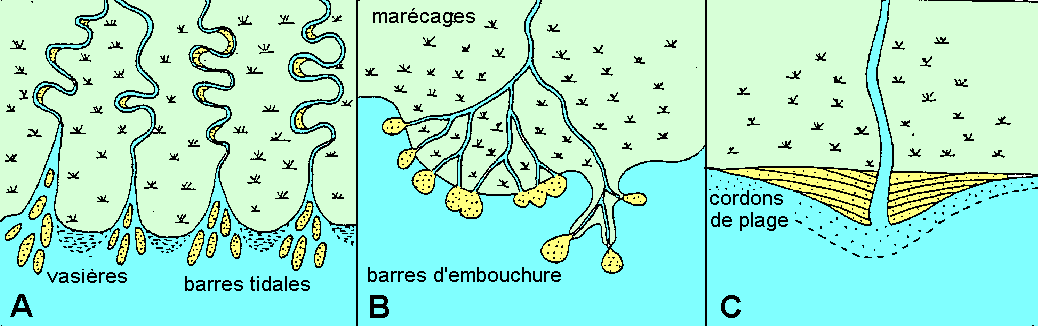 vasières
barres tidales
A
marécages
barres d'embouchure
B
cordons
de plage
C